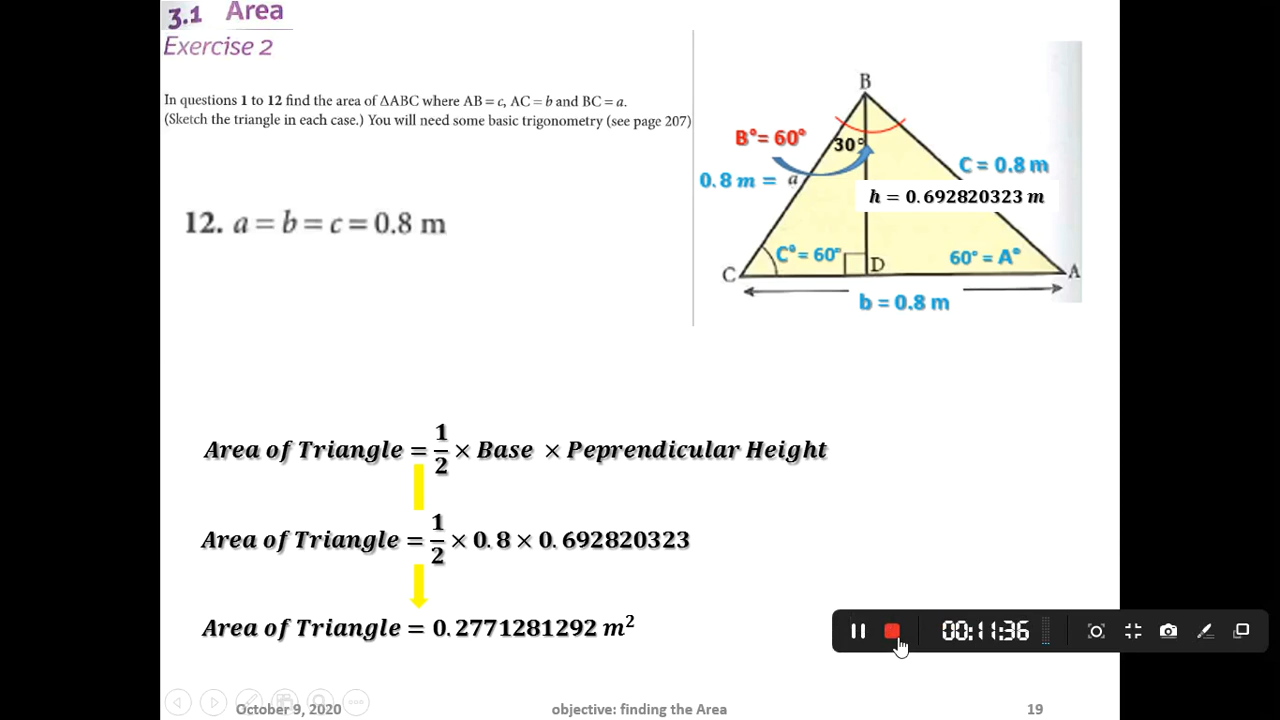 3.1 Area
Exercise 2
In questions 1 to 12 find the area of ΔABC where AB = c, AC = b and BC = a.
(Sketch the triangle in each case.) You will need some basic trigonometry (see page 207)
12. a = b = c = 0.8 m
B
B° = 60°
30°
C = 0.8 m
0.8 m = a
h = 0.692820323 m
C° = 60°
60° = A°
C
D
A
b = 0.8 m
Area of Triangle = 1/2 × Base × Peprendicular Height
Area of Triangle = 1/2 × 0.8 × 0.692820323
Area of Triangle = 0.2771281292 m²
00:11:36
October 9, 2020
objective: finding the Area
19